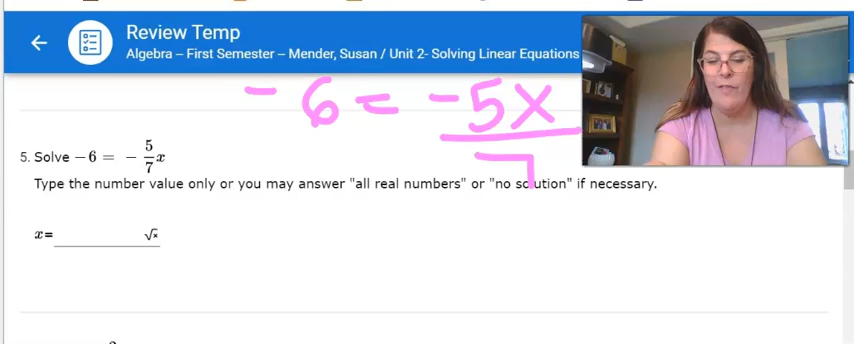 Review Temp
Algebra – First Semester – Mender, Susan / Unit 2- Solving Linear Equations
-6 = -5x/7
5. Solve −6 = −5/7x
Type the number value only or you may answer "all real numbers" or "no solution" if necessary.
x=